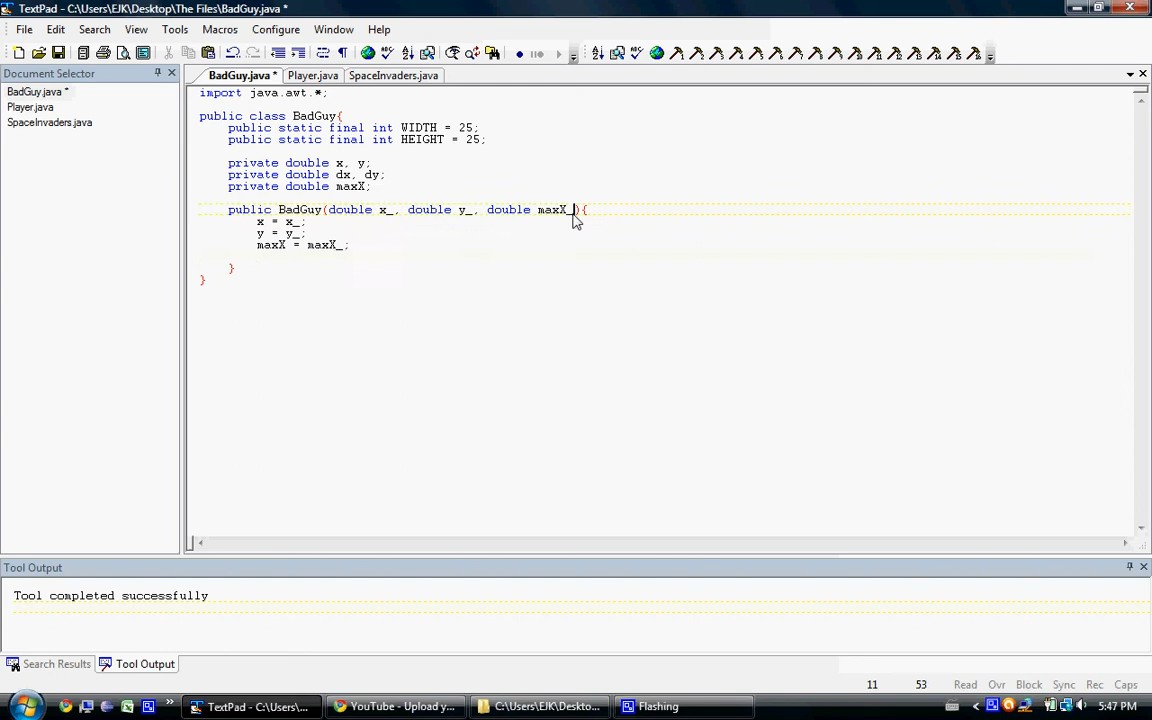 TextPad - C:\Users\EJK\Desktop\The Files\BadGuy.java *
File Edit Search View Tools Macros Configure Window Help
Document Selector
BadGuy.java *
Player.java
SpaceInvaders.java
BadGuy.java * Player.java SpaceInvaders.java
import java.awt.*;
public class BadGuy{
public static final int WIDTH = 25;
public static final int HEIGHT = 25;
private double x, y;
private double dx, dy;
private double maxX;
public BadGuy(double x_, double y_, double maxX_){
x = x_;
y = y_;
maxX = maxX_;
}
}
Tool Output
Tool completed successfully
Search Results Tool Output
11 53 Read Ovr Block Sync Rec Caps
TextPad - C:\Users\... YouTube - Upload y... C:\Users\EJK\Deskto... Flashing 5:47 PM